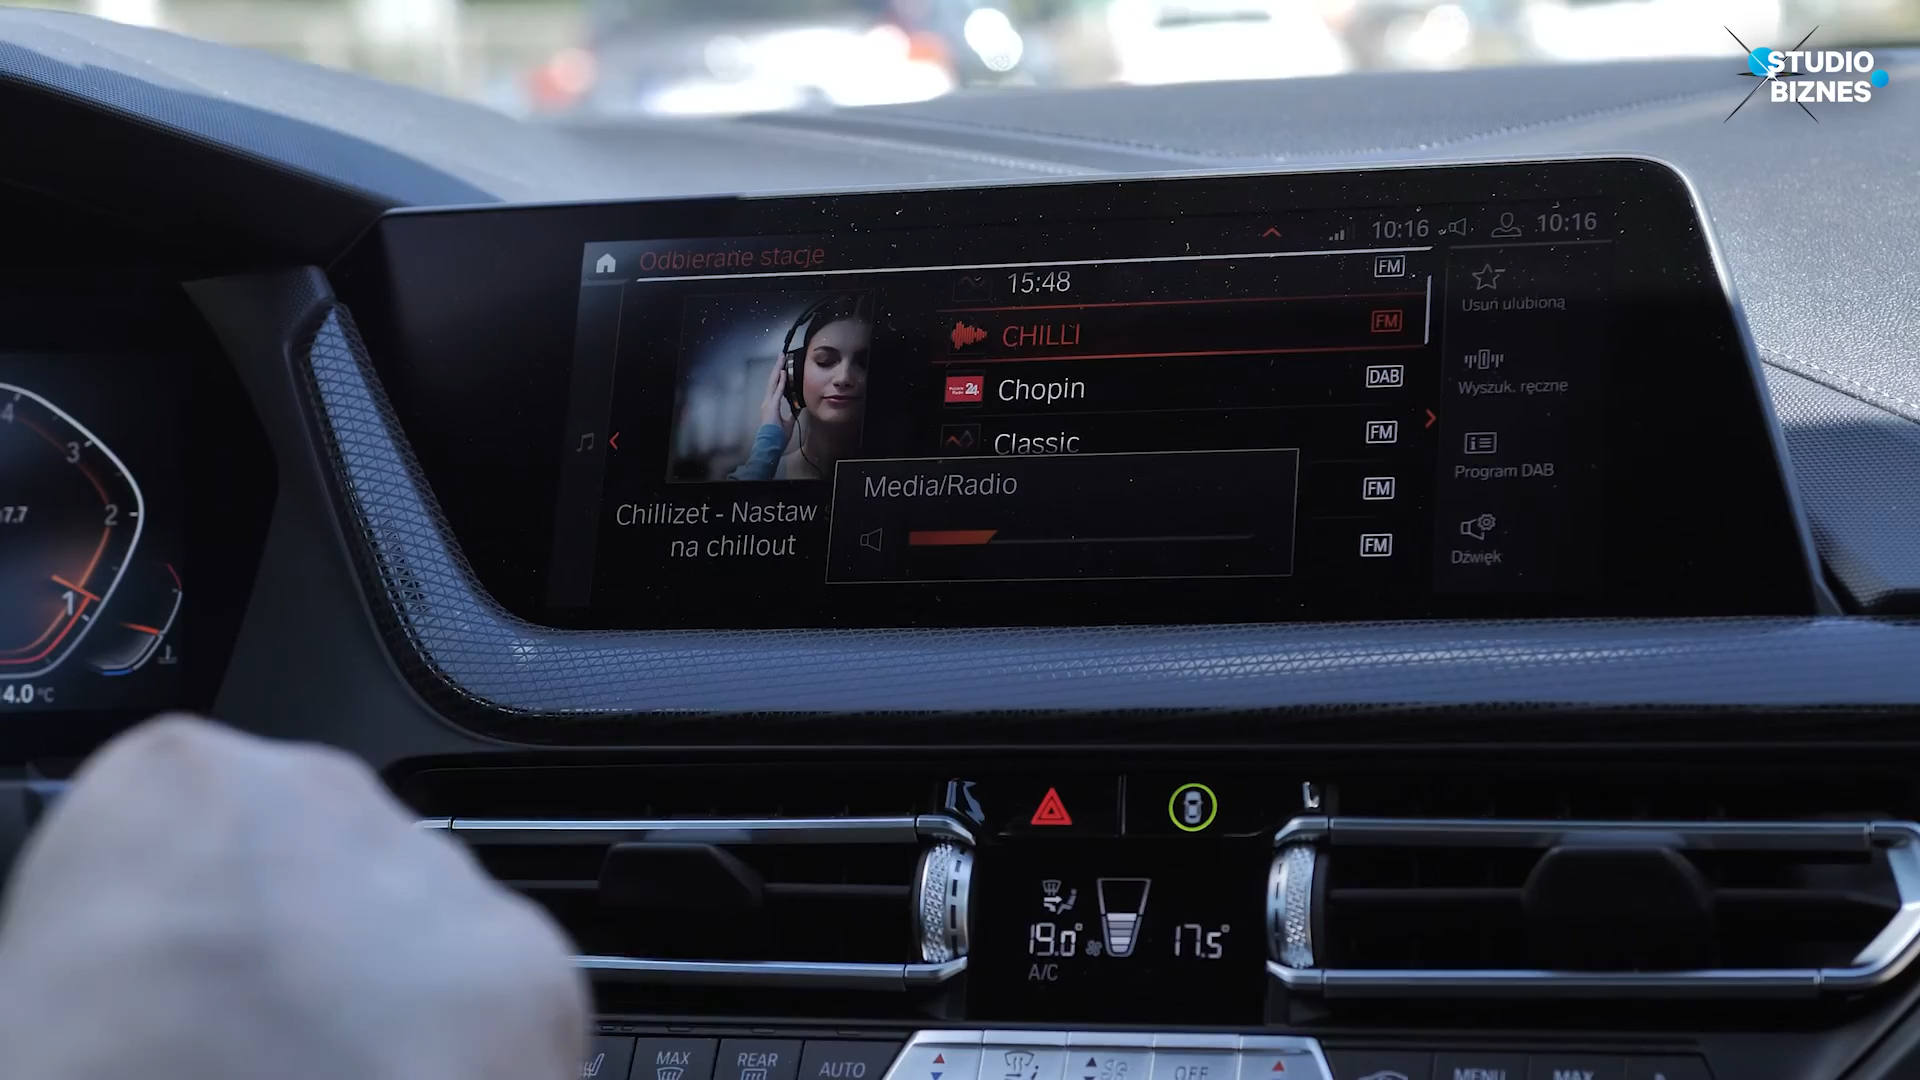 STUDIO
BIZNES
Odbierane stacje
10:16
10:16
15:48
FM
CHILLI
FM
Chopin
DAB
Classic
FM
FM
FM
Chillizet - Nastaw
na chillout
Media/Radio
Usuń ulubioną
Wyszuk. ręczne
Program DAB
Dźwięk
4
3
2
1
4.0 °C
19.0°
17.5°
A/C
MAX
REAR
AUTO
OFF
MENU
MAX